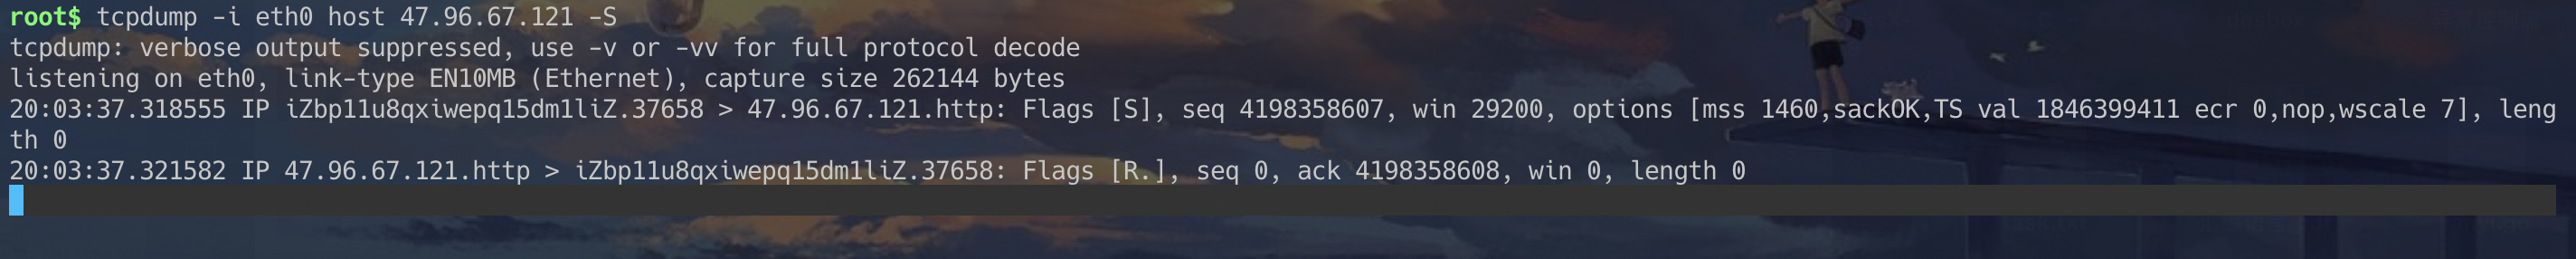 root$ tcpdump -i eth0 host 47.96.67.121 -S
tcpdump: verbose output suppressed, use -v or -vv for full protocol decode
listening on eth0, link-type EN10MB (Ethernet), capture size 262144 bytes
20:03:37.318555 IP iZbp11u8qxiwepq15dm1liZ.37658 > 47.96.67.121.http: Flags [S], seq 4198358607, win 29200, options [mss 1460,sackOK,TS val 1846399411 ecr 0,nop,wscale 7], leng
th 0
20:03:37.321582 IP 47.96.67.121.http > iZbp11u8qxiwepq15dm1liZ.37658: Flags [R.], seq 0, ack 4198358608, win 0, length 0